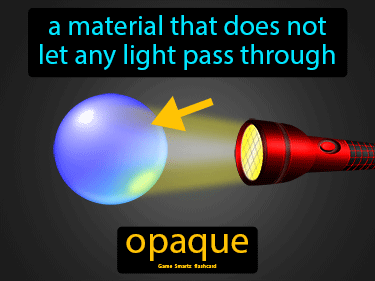 a material that does not
let any light pass through
opaque
Game Smartz flashcard